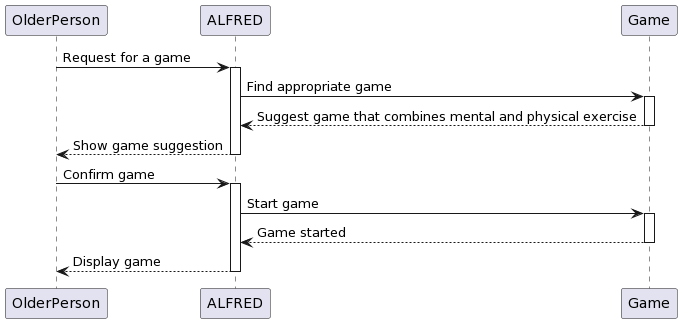 OlderPerson
ALFRED
Game
Request for a game
Find appropriate game
Suggest game that combines mental and physical exercise
Show game suggestion
Confirm game
Start game
Game started
Display game
OlderPerson
ALFRED
Game